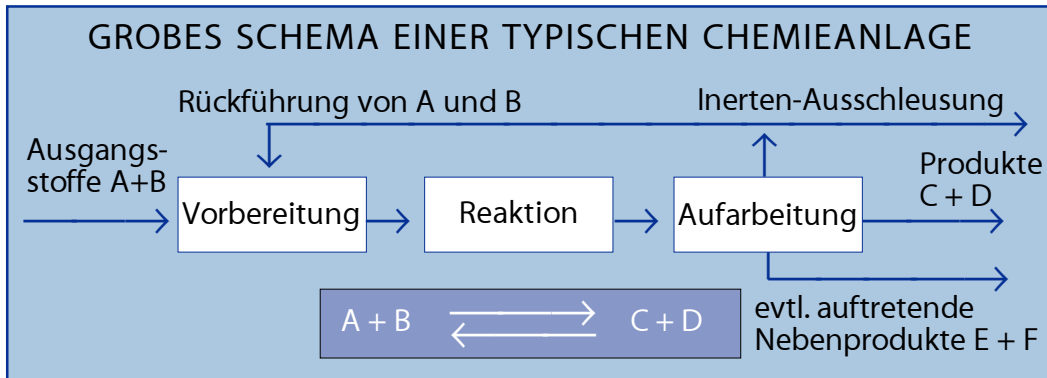 GROBES SCHEMA EINER TYPISCHEN CHEMIEANLAGE
Rückführung von A und B
Inerten-Ausschleusung
Ausgangs-
stoffe A+B
Vorbereitung
Reaktion
Aufarbeitung
Produkte
C + D
A + B
C + D
evtl. auftretende
Nebenprodukte E + F